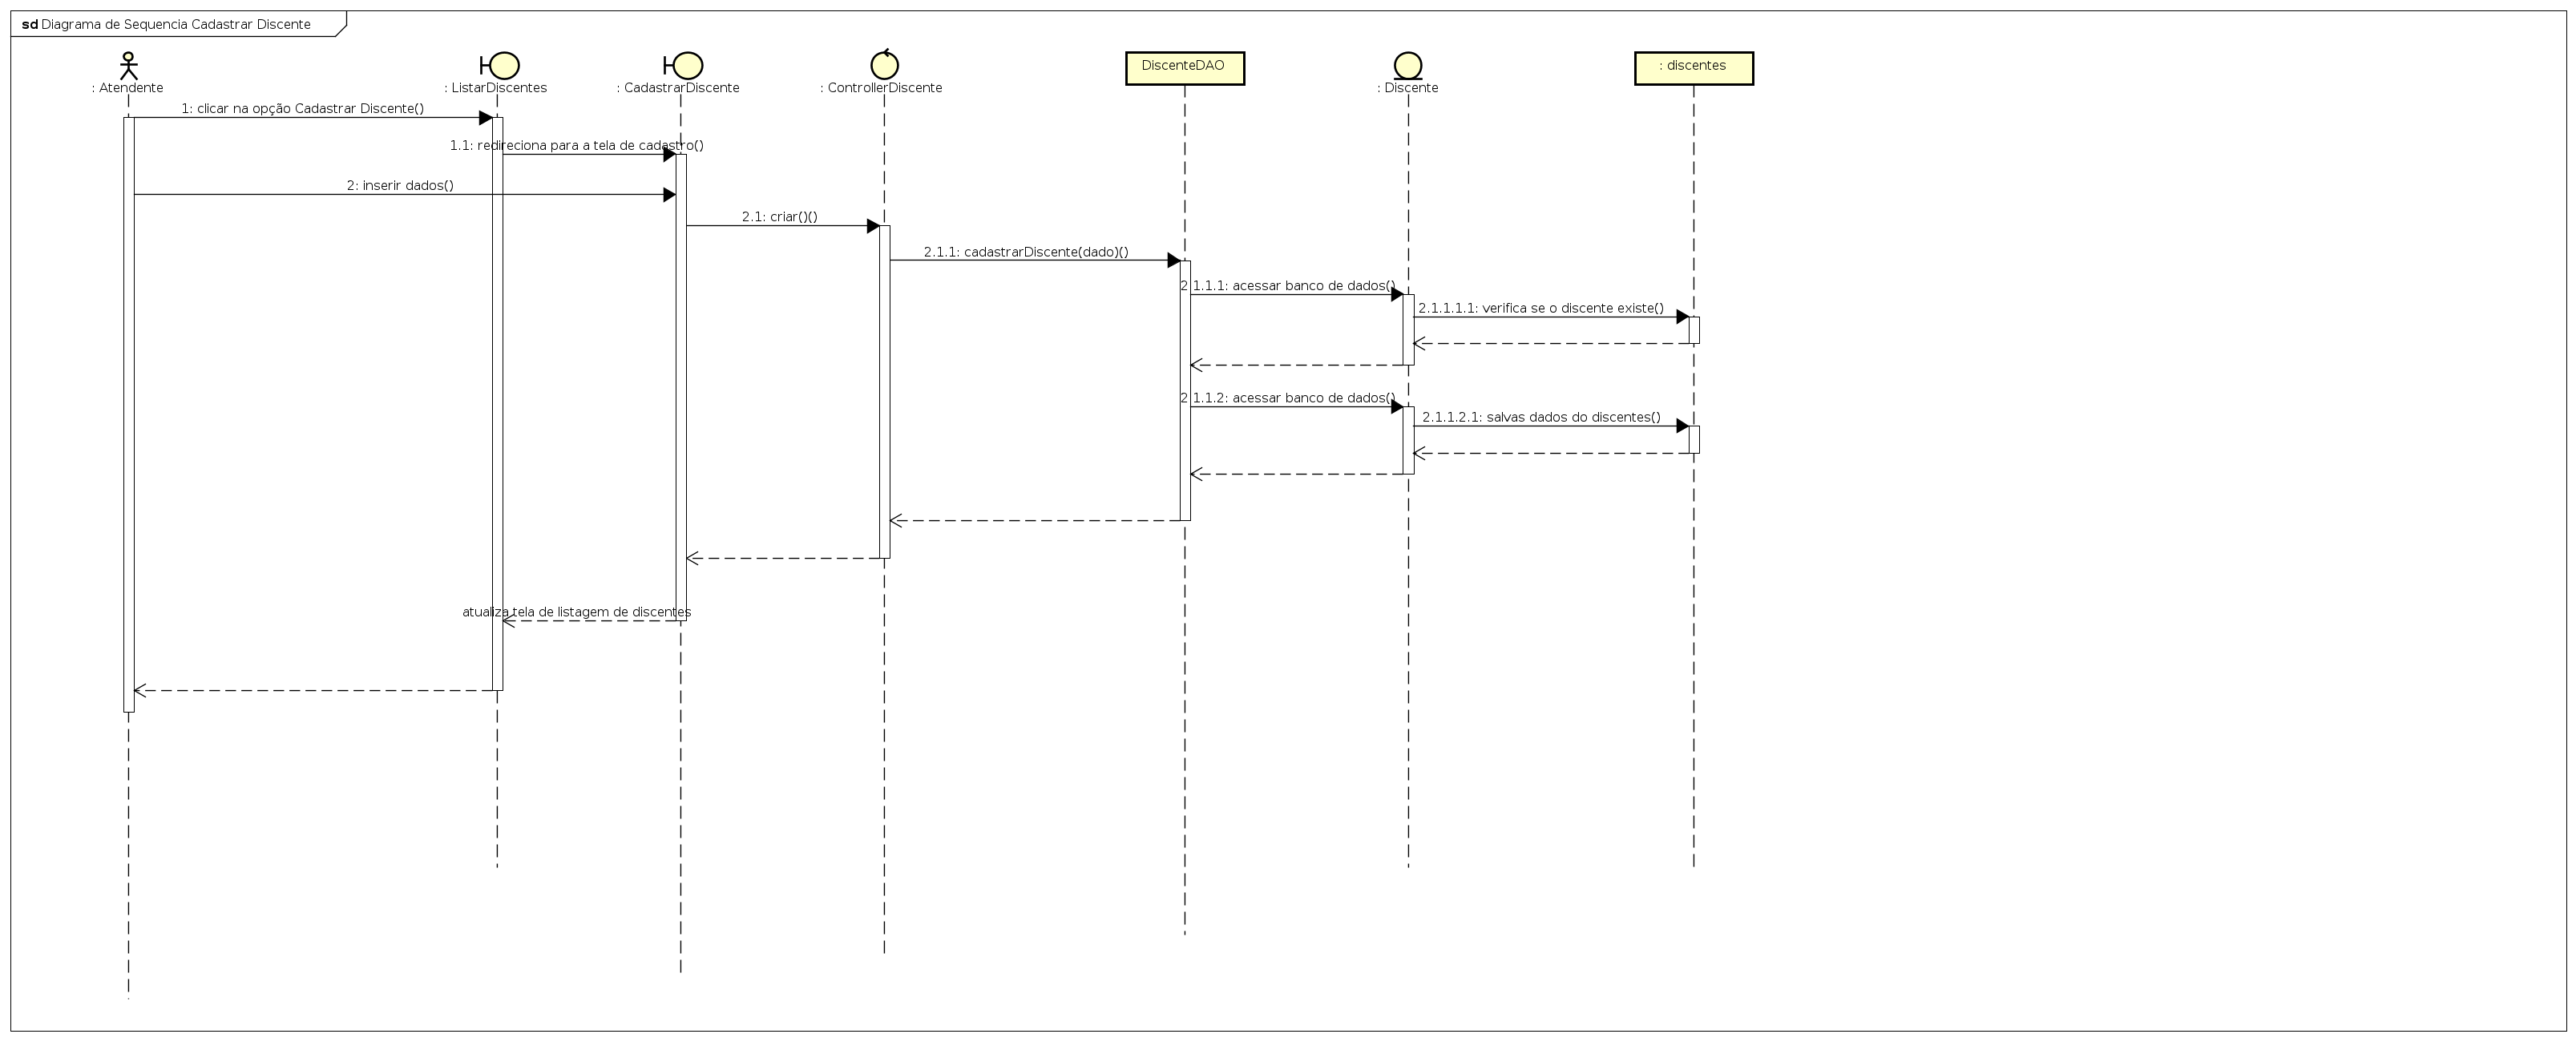 sd Diagrama de Sequencia Cadastrar Discente
: Atendente
: ListarDiscentes
: CadastrarDiscente
: ControllerDiscente
DiscenteDAO
: Discente
: discentes
1: clicar na opção Cadastrar Discente()
1.1: redireciona para a tela de cadastro()
2: inserir dados()
2.1: criar()()
2.1.1: cadastrarDiscente(dado)()
2.1.1.1: acessar banco de dados()
2.1.1.1.1: verifica se o discente existe()
2.1.1.2: acessar banco de dados()
2.1.1.2.1: salvas dados do discentes()
atualiza tela de listagem de discentes